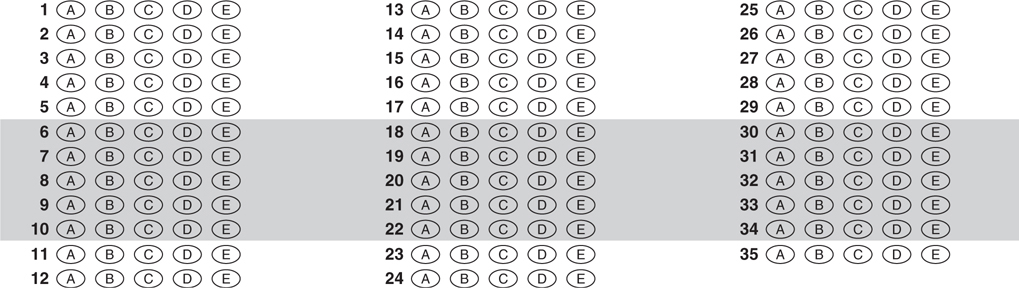 1 A B C D E
2 A B C D E
3 A B C D E
4 A B C D E
5 A B C D E
6 A B C D E
7 A B C D E
8 A B C D E
9 A B C D E
10 A B C D E
11 A B C D E
12 A B C D E
13 A B C D E
14 A B C D E
15 A B C D E
16 A B C D E
17 A B C D E
18 A B C D E
19 A B C D E
20 A B C D E
21 A B C D E
22 A B C D E
23 A B C D E
24 A B C D E
25 A B C D E
26 A B C D E
27 A B C D E
28 A B C D E
29 A B C D E
30 A B C D E
31 A B C D E
32 A B C D E
33 A B C D E
34 A B C D E
35 A B C D E